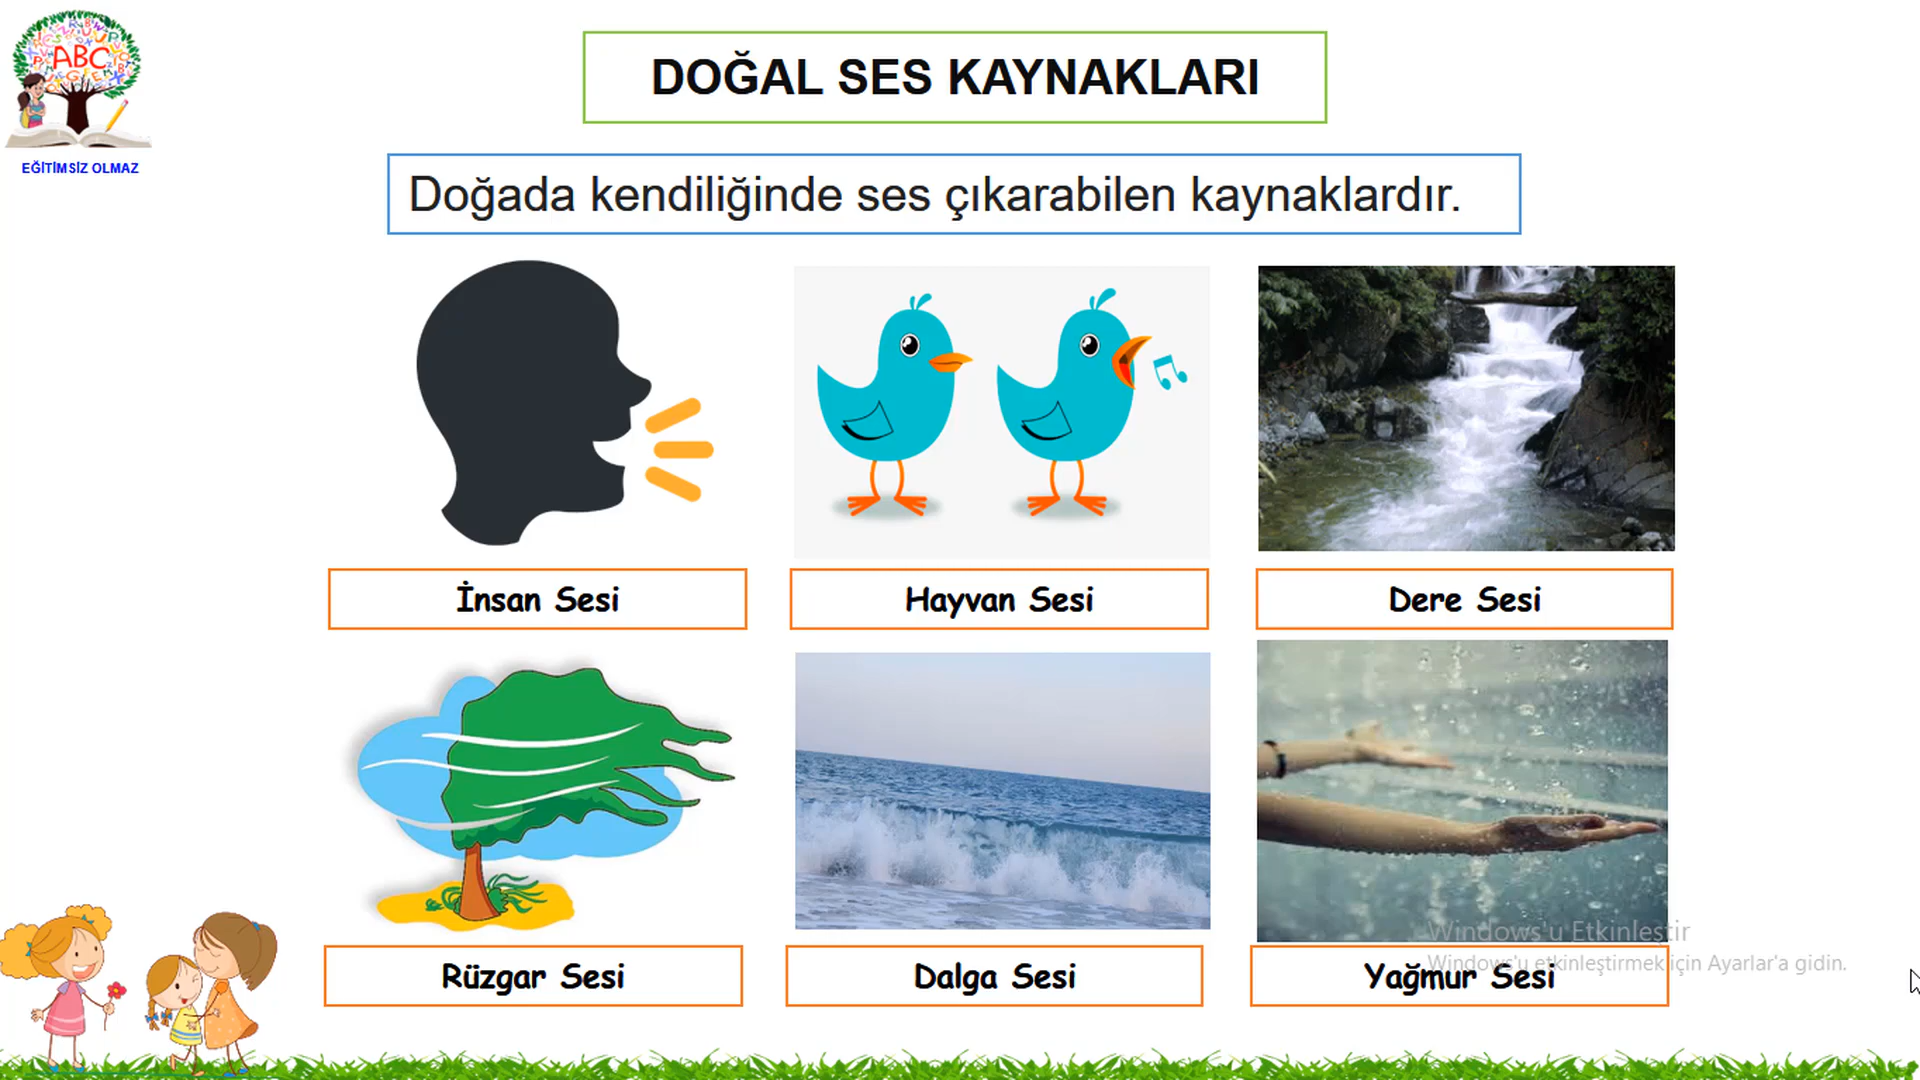 ABC
EĞİTİMSİZ OLMAZ
DOĞAL SES KAYNAKLARI
Doğada kendiliğinde ses çıkarabilen kaynaklardır.
İnsan Sesi
Hayvan Sesi
Dere Sesi
Rüzgar Sesi
Dalga Sesi
Yağmur Sesi
Windows'u Etkinleştir
Windows'u etkinleştirmek için Ayarlar'a gidin.